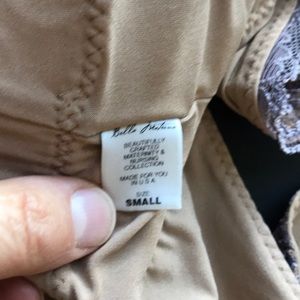 Bella Materna
BEAUTIFULLY
CRAFTED
MATERNITY &
NURSING
COLLECTION
MADE FOR YOU
IN U S A
SIZE:
SMALL